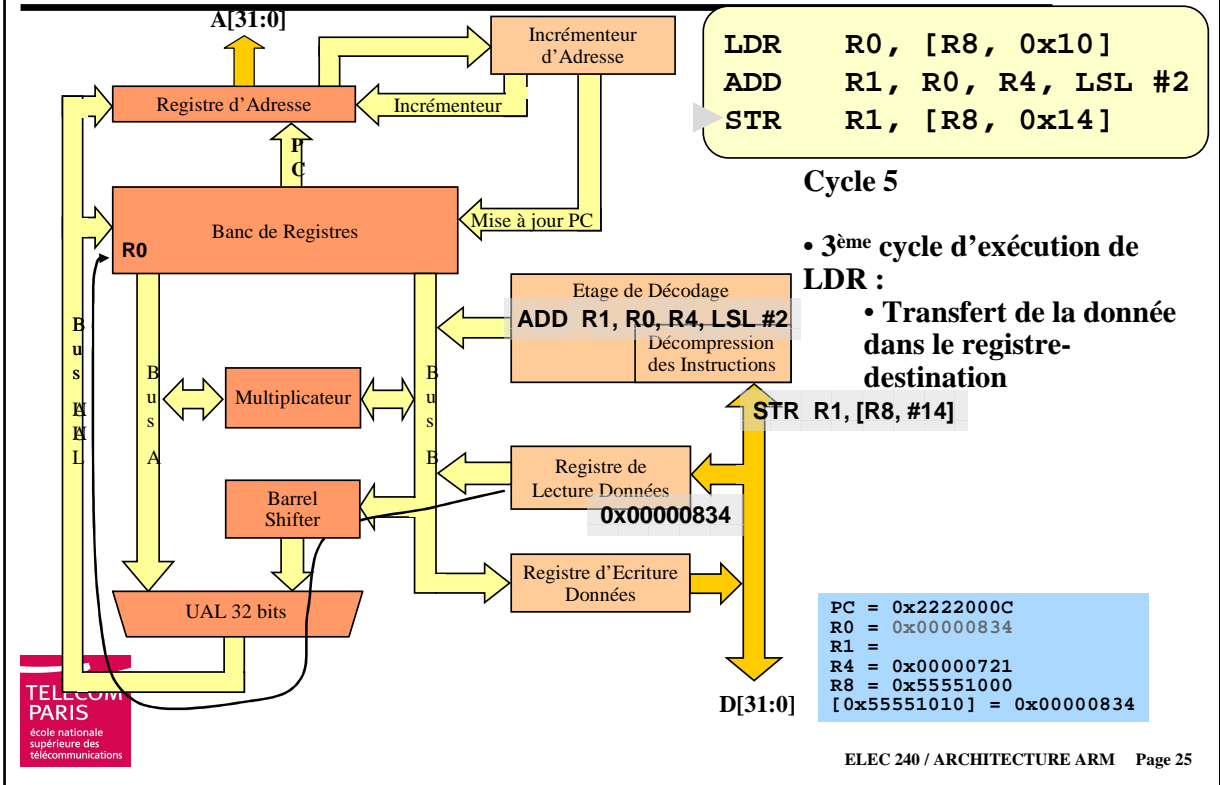 A[31:0]
Incrémenteur
d'Adresse
LDR R0, [R8, 0x10]
ADD R1, R0, R4, LSL #2
STR R1, [R8, 0x14]
Registre d'Adresse
Incrémenteur
P
C
Banc de Registres
R0
Mise à jour PC
Cycle 5
• 3ème cycle d'exécution de
LDR :
• Transfert de la donnée
dans le registre-
destination
Etage de Décodage
ADD R1, R0, R4, LSL #2
Décompression
des Instructions
STR R1, [R8, #14]
B
u
s
L
B
u
s
A
Multiplicateur
B
u
s
B
Registre de
Lecture Données
0x00000834
Barrel
Shifter
Registre d'Ecriture
Données
UAL 32 bits
D[31:0]
PC = 0x2222000C
R0 = 0x00000834
R1 =
R4 = 0x00000721
R8 = 0x55551000
[0x55551010] = 0x00000834
TELECOM
PARIS
école nationale
supérieure des
télécommunications
ELEC 240 / ARCHITECTURE ARM Page 25